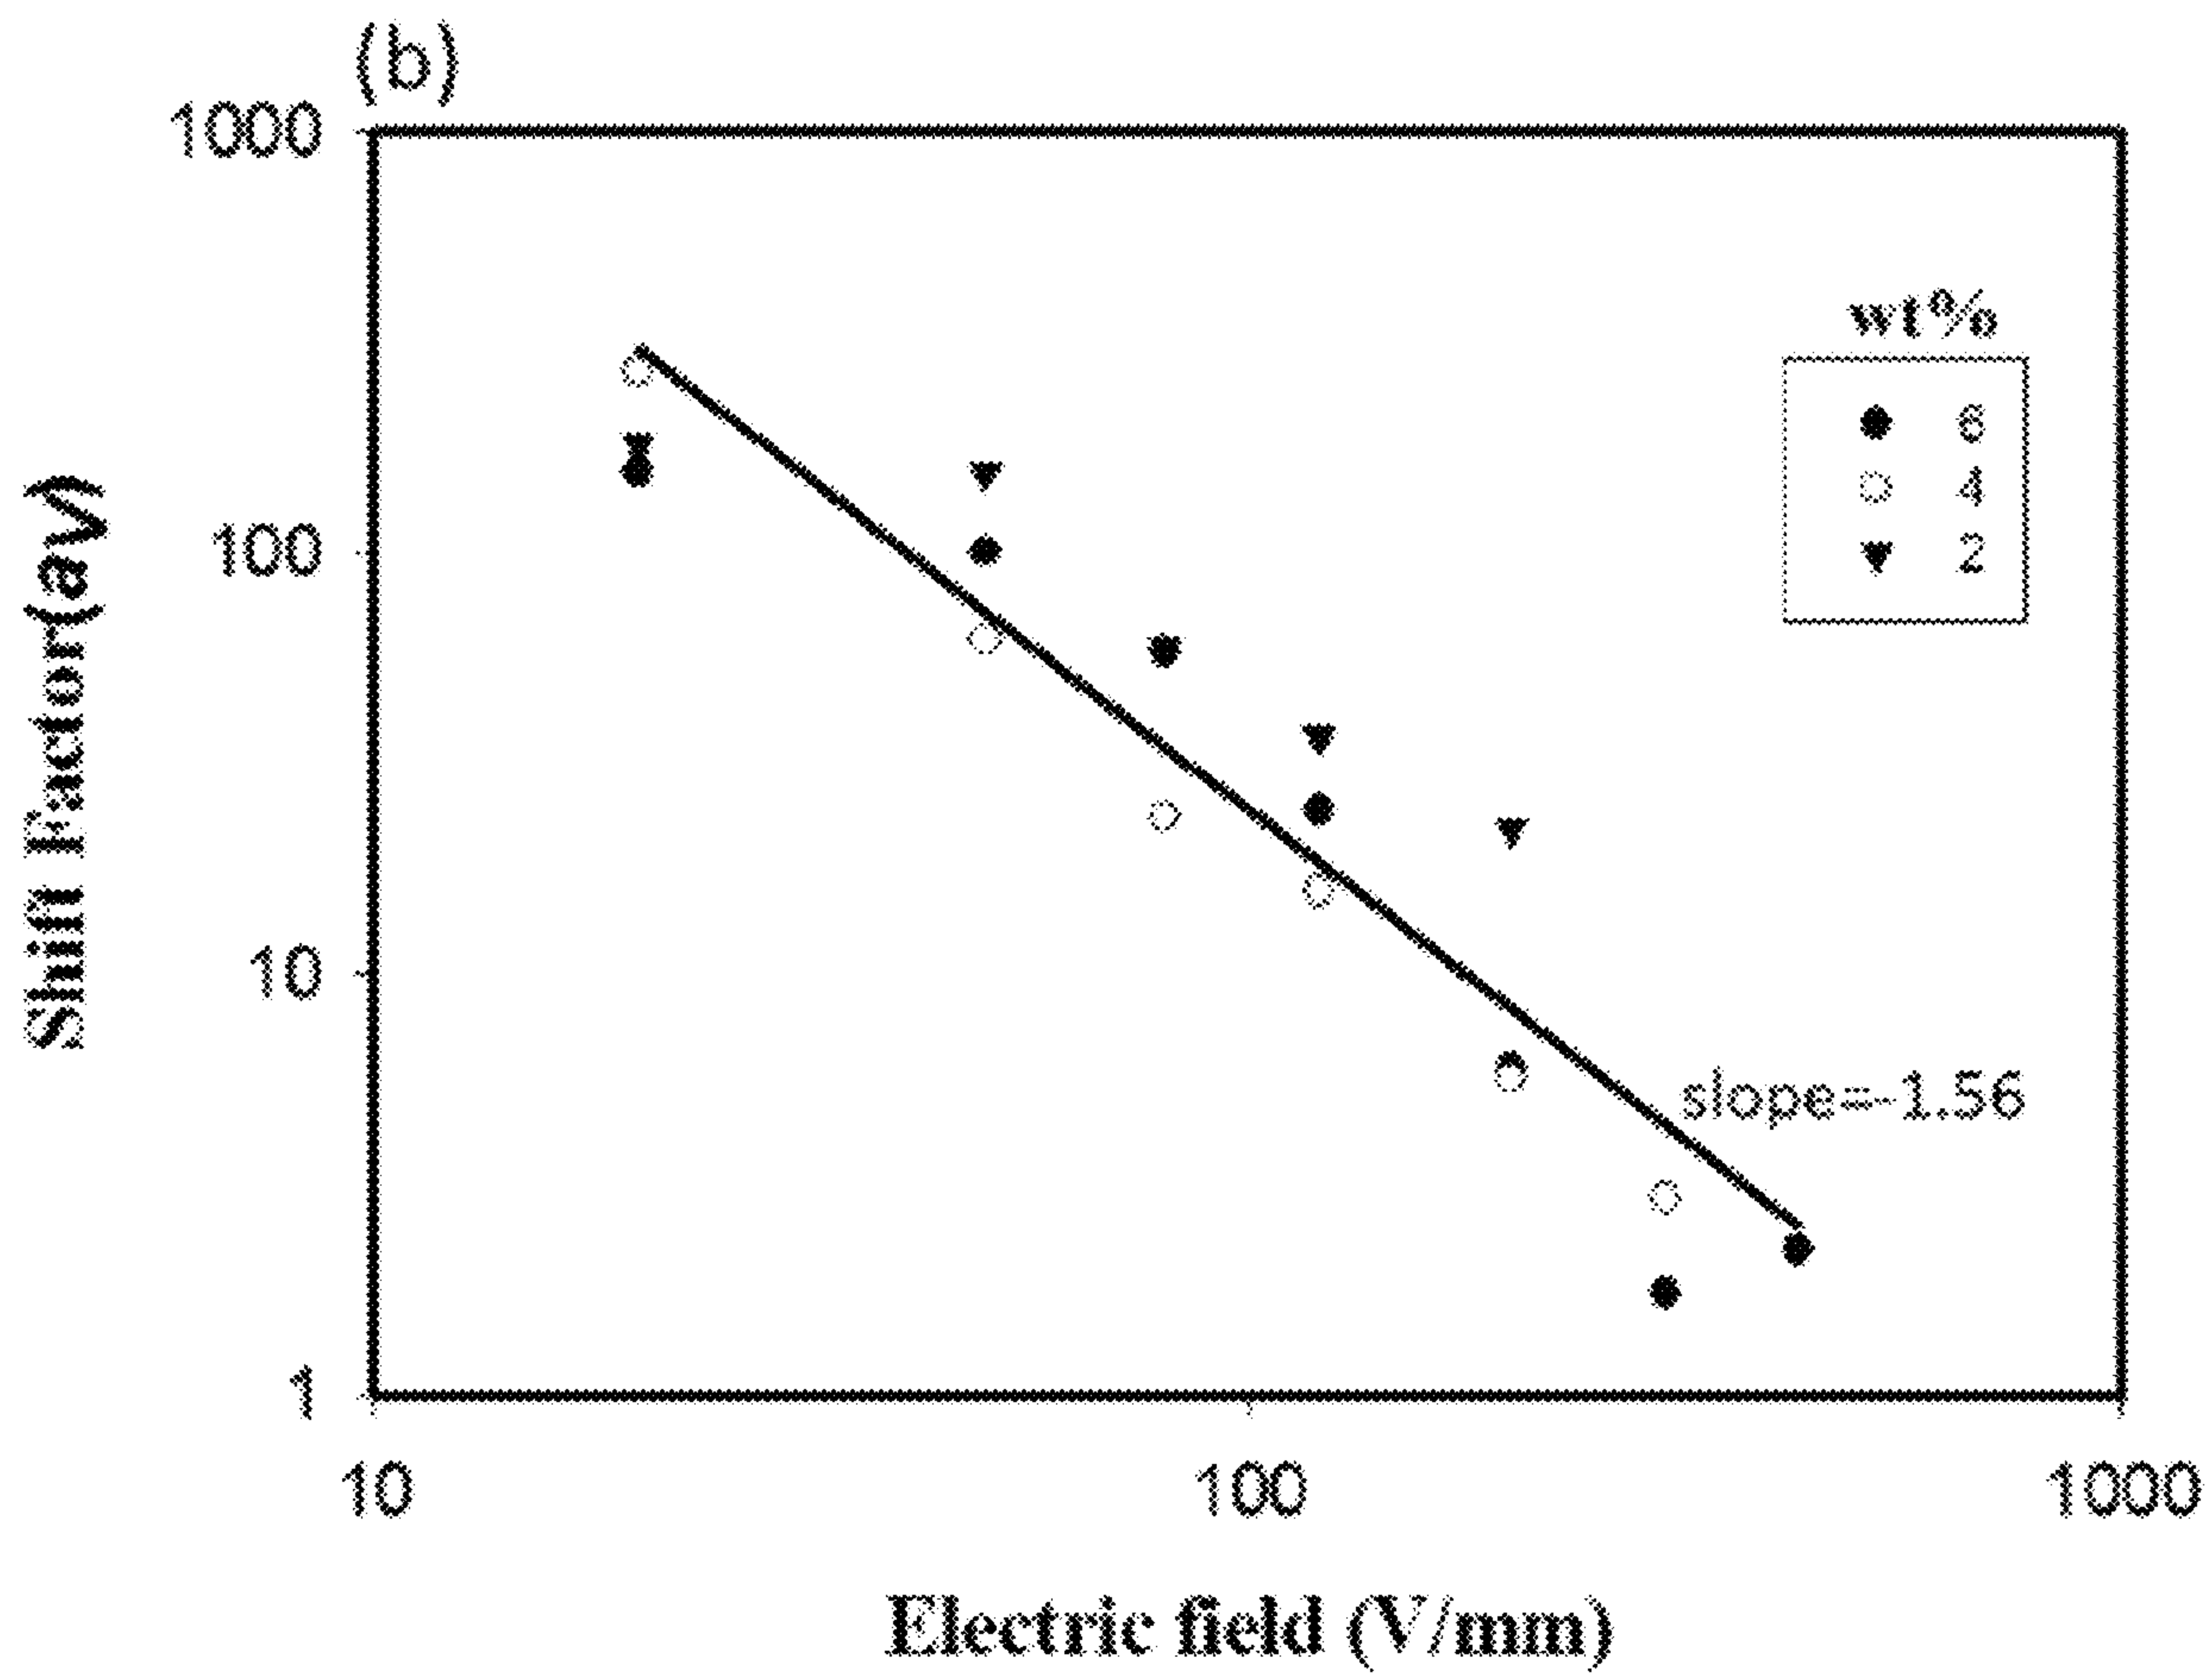 (b)
1000
100
10
1
Shift Factor(aV)
wt%
6
4
2
slope=-1.56
10
100
1000
Electric field (V/mm)